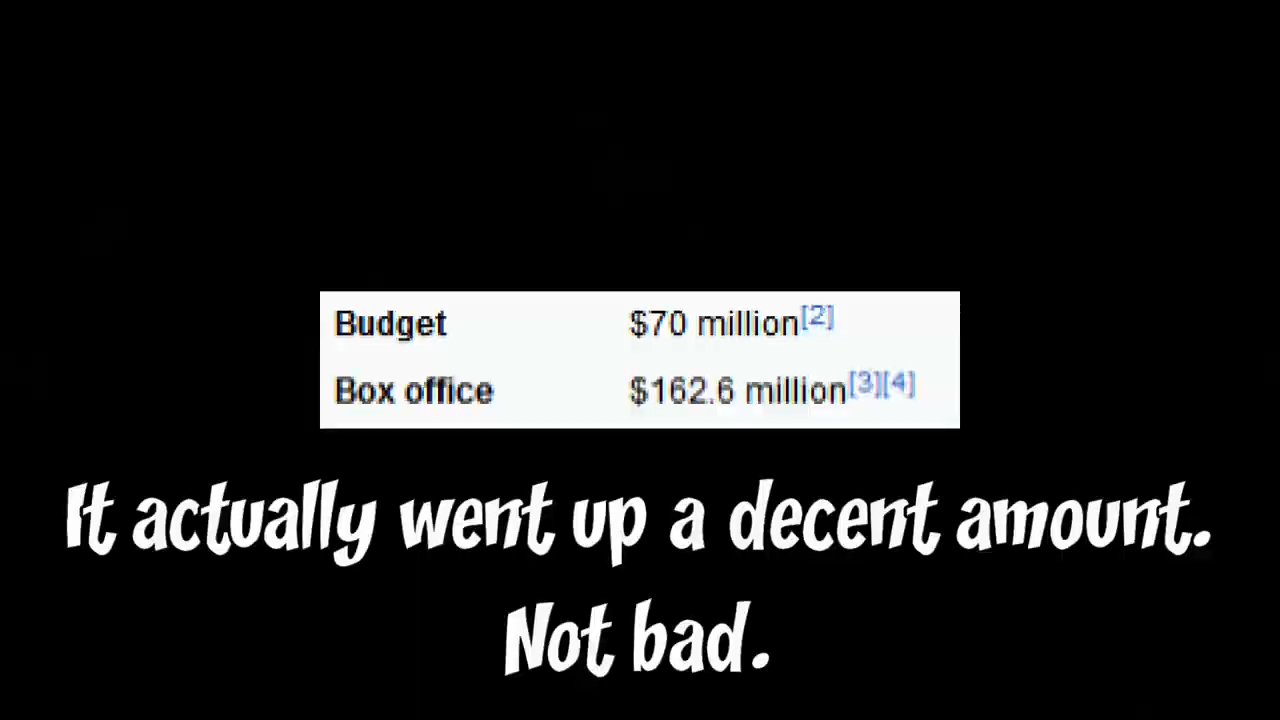 Budget $70 million[2]
Box office $162.6 million[3][4]
It actually went up a decent amount.
Not bad.